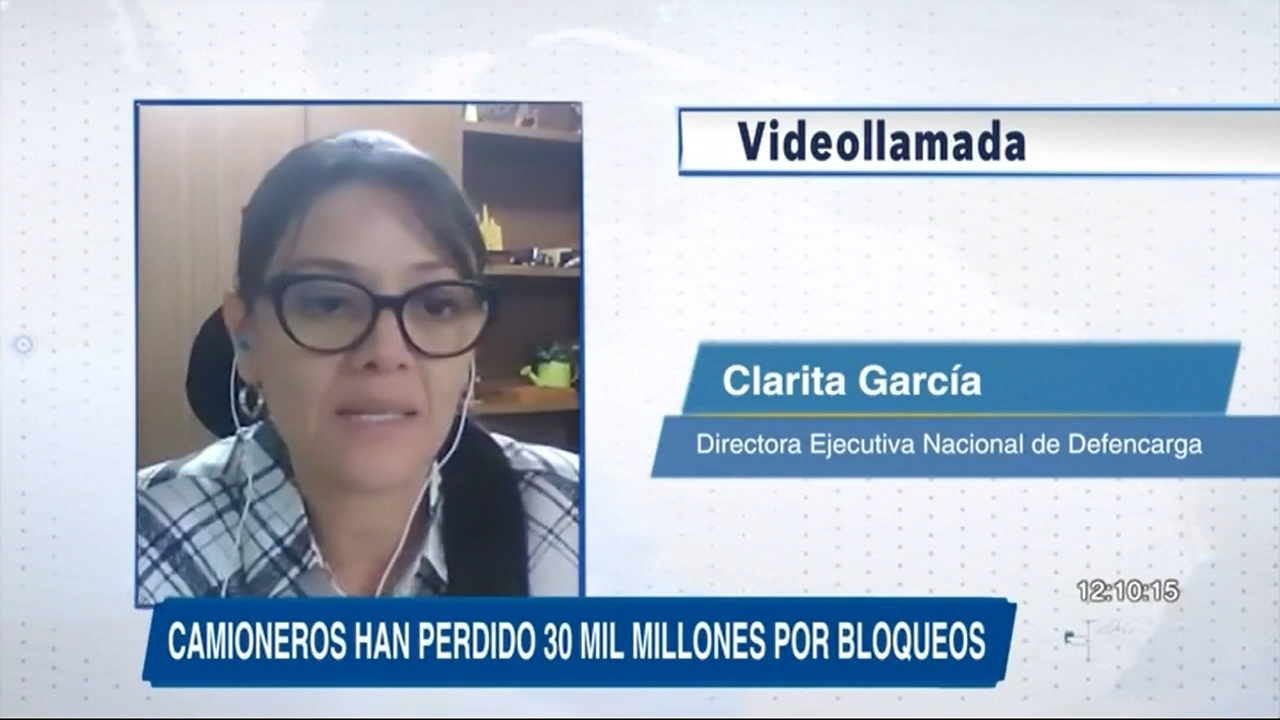 Videollamada
Clarita García
Directora Ejecutiva Nacional de Defencarga
12:10:15
CAMIONEROS HAN PERDIDO 30 MIL MILLONES POR BLOQUEOS